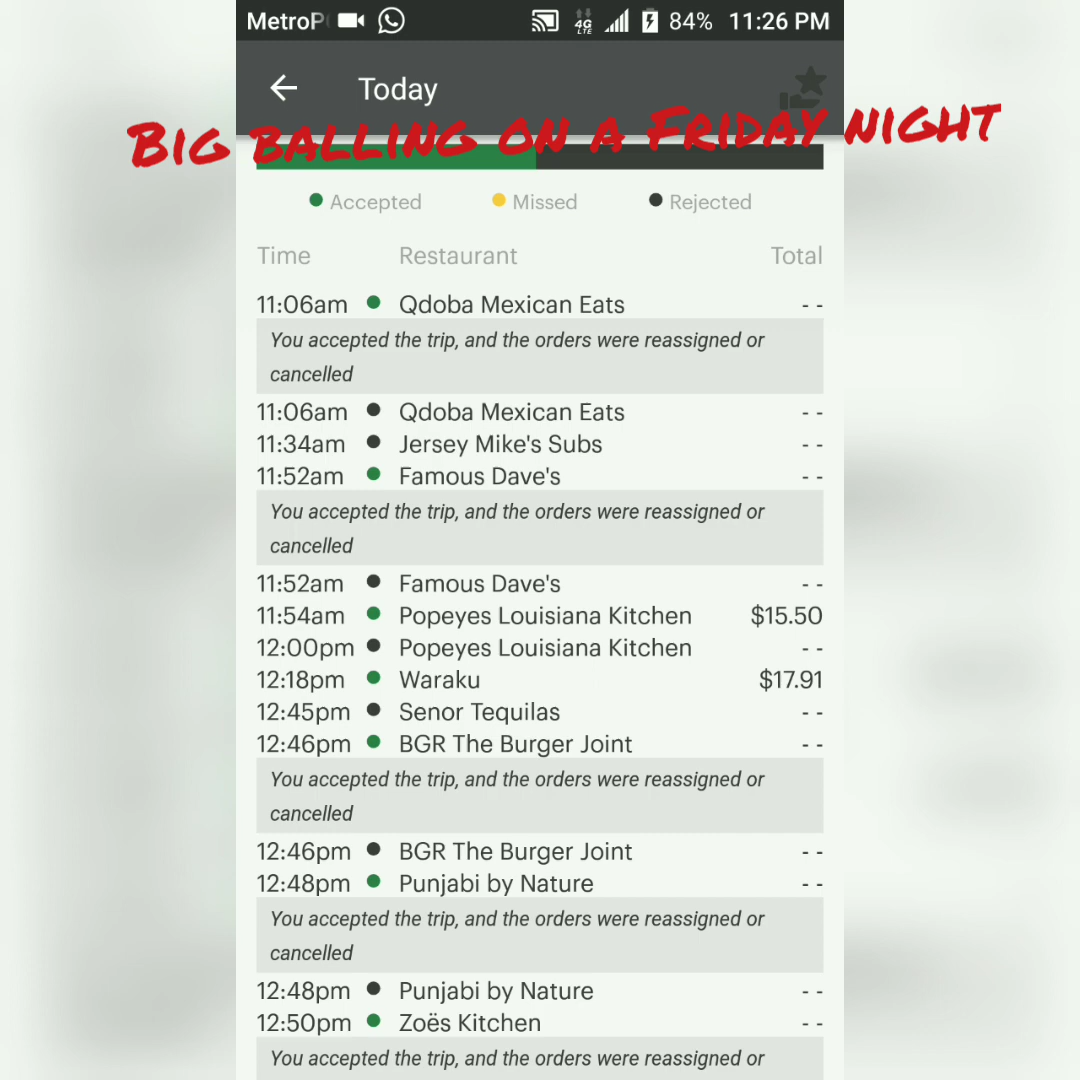 MetroP 4G LTE 84% 11:26 PM
Today
Big balling on a Friday night
Accepted Missed Rejected
Time Restaurant Total
11:06am Qdoba Mexican Eats - -
You accepted the trip, and the orders were reassigned or
cancelled
11:06am Qdoba Mexican Eats - -
11:34am Jersey Mike's Subs - -
11:52am Famous Dave's - -
You accepted the trip, and the orders were reassigned or
cancelled
11:52am Famous Dave's - -
11:54am Popeyes Louisiana Kitchen $15.50
12:00pm Popeyes Louisiana Kitchen - -
12:18pm Waraku $17.91
12:45pm Senor Tequilas - -
12:46pm BGR The Burger Joint - -
You accepted the trip, and the orders were reassigned or
cancelled
12:46pm BGR The Burger Joint - -
12:48pm Punjabi by Nature - -
You accepted the trip, and the orders were reassigned or
cancelled
12:48pm Punjabi by Nature - -
12:50pm Zoës Kitchen - -
You accepted the trip, and the orders were reassigned or